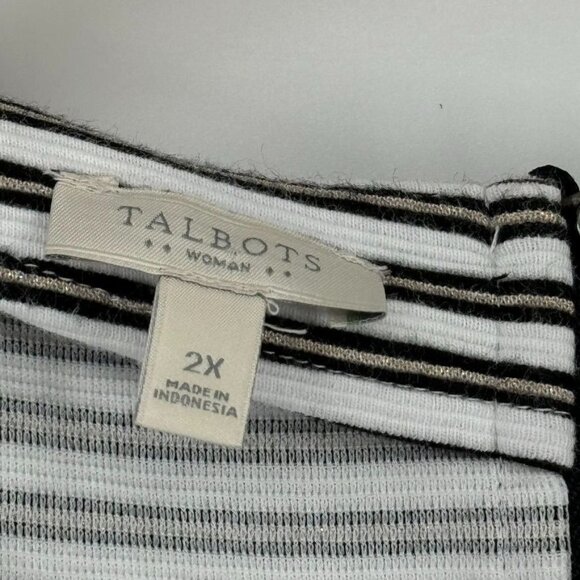 TALBOTS
WOMAN
2X
MADE IN
INDONESIA